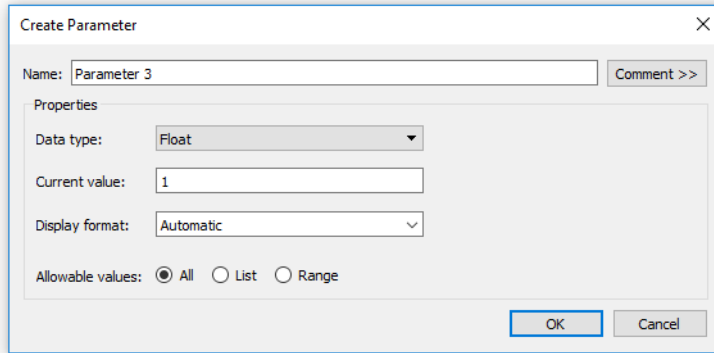 Create Parameter
Name: Parameter 3 Comment >>
Properties
Data type: Float
Current value: 1
Display format: Automatic
Allowable values: All List Range
OK Cancel